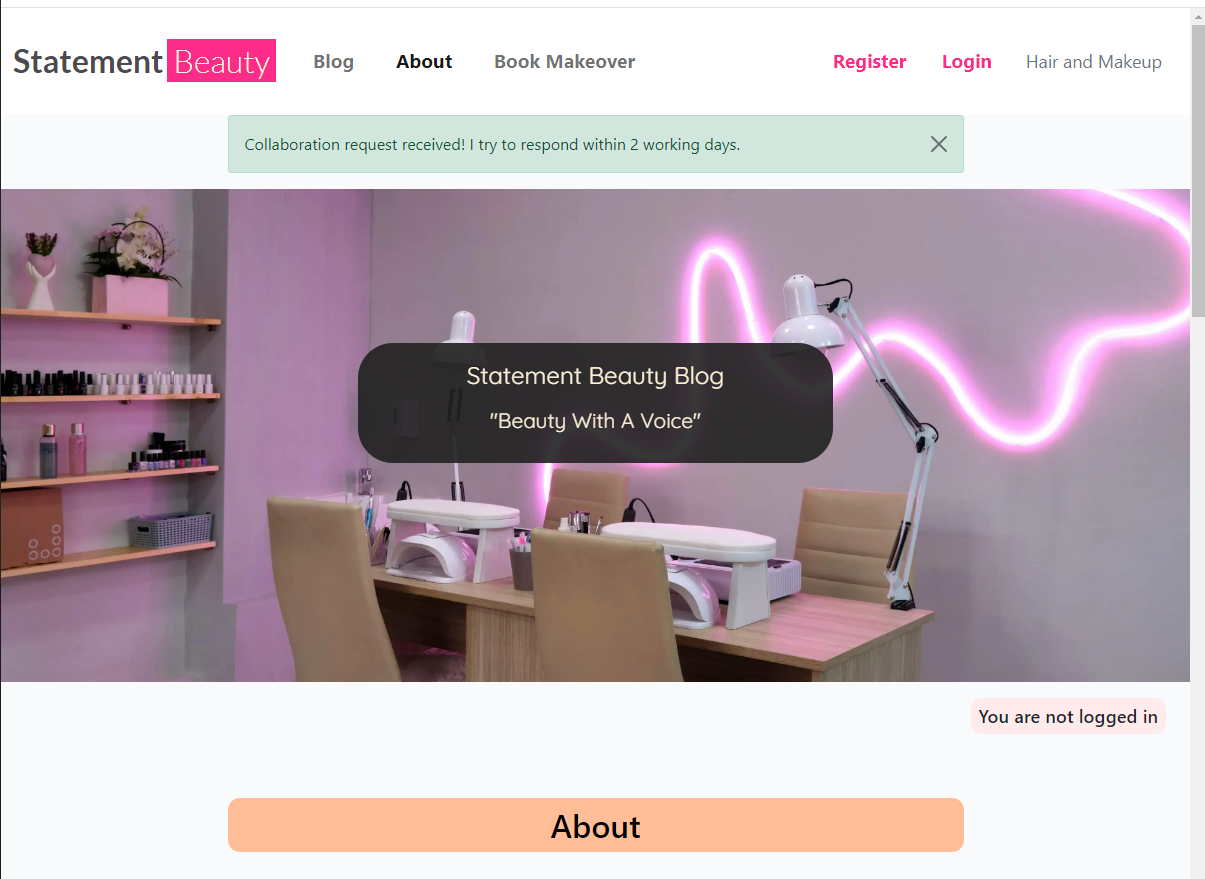 Statement Beauty Blog About Book Makeover Register Login Hair and Makeup
Collaboration request received! I try to respond within 2 working days.
Statement Beauty Blog
"Beauty With A Voice"
You are not logged in
About